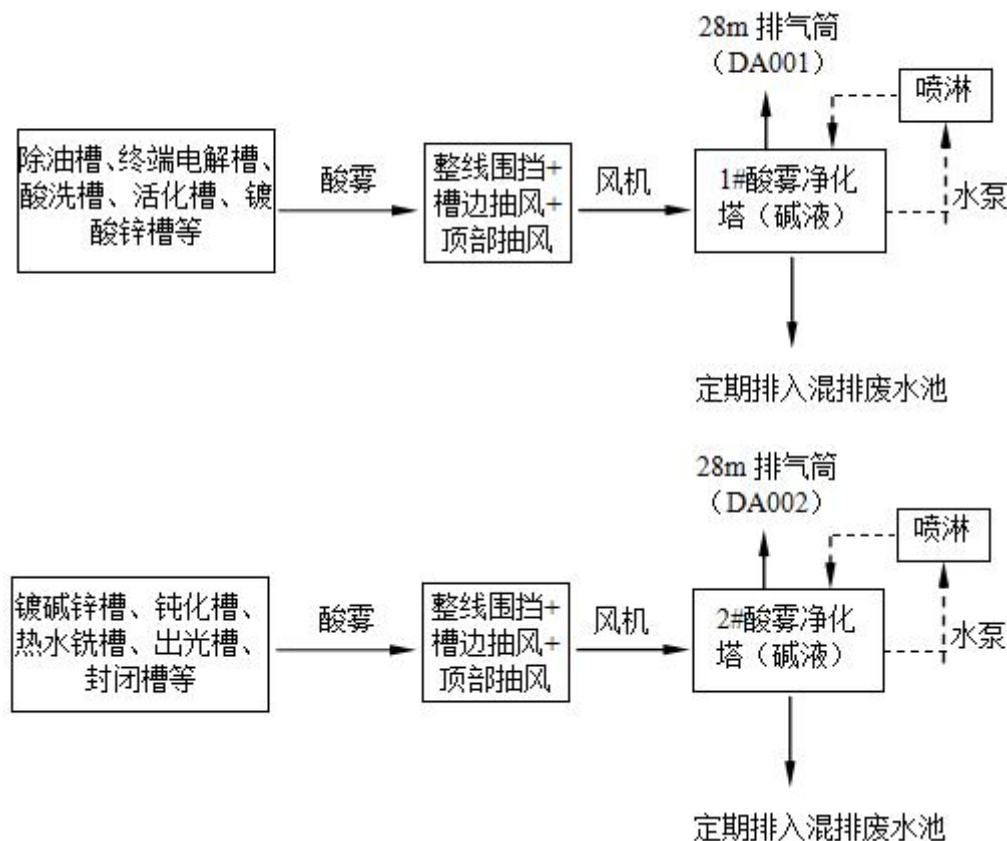 28m 排气筒
（DA001）
喷淋
除油槽、终端电解槽、
酸洗槽、活化槽、镀
酸锌槽等
酸雾
整线围挡+
槽边抽风+
顶部抽风
风机
1#酸雾净化
塔（碱液）
水泵
定期排入混排废水池
28m 排气筒
（DA002）
喷淋
镀碱锌槽、钝化槽、
热水铣槽、出光槽、
封闭槽等
酸雾
整线围挡+
槽边抽风+
顶部抽风
风机
2#酸雾净化
塔（碱液）
水泵
定期排入混排废水池